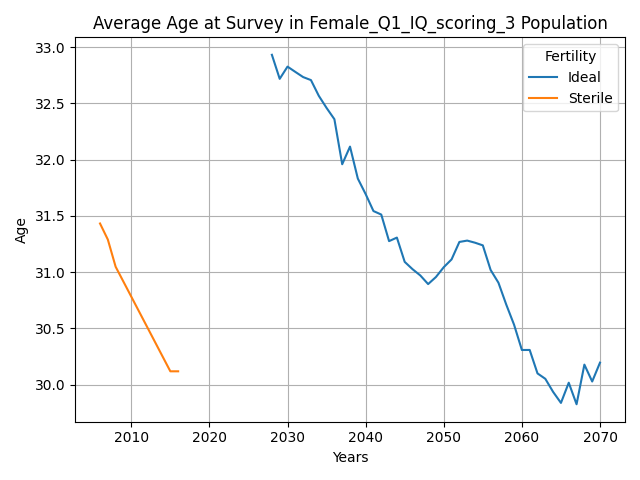 Average Age at Survey in Female_Q1_IQ_scoring_3 Population
Fertility
Ideal
Sterile
33.0
32.5
32.0
31.5
31.0
30.5
30.0
Age
2010 2020 2030 2040 2050 2060 2070
Years